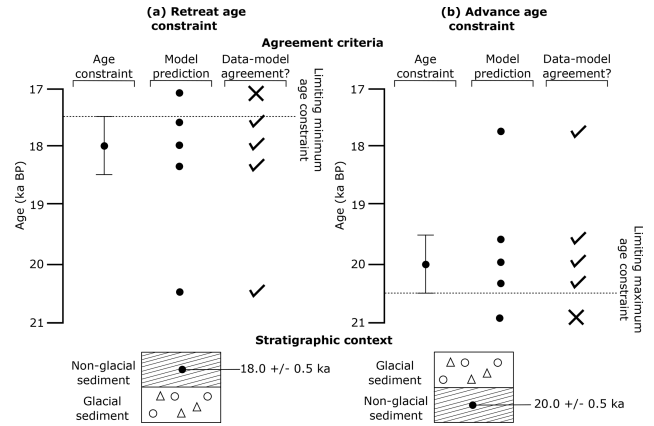 (a) Retreat age
constraint
(b) Advance age
constraint
Agreement criteria
Age
constraint
Model
prediction
Data-model
agreement?
Age
constraint
Model
prediction
Data-model
agreement?
17
18
19
20
21
Age (ka BP)
Limiting minimum
age constraint
17
18
19
20
21
Age (ka BP)
Limiting maximum
age constraint
Stratigraphic context
Non-glacial
sediment
18.0 +/- 0.5 ka
Glacial
sediment
Glacial
sediment
Non-glacial
sediment
20.0 +/- 0.5 ka